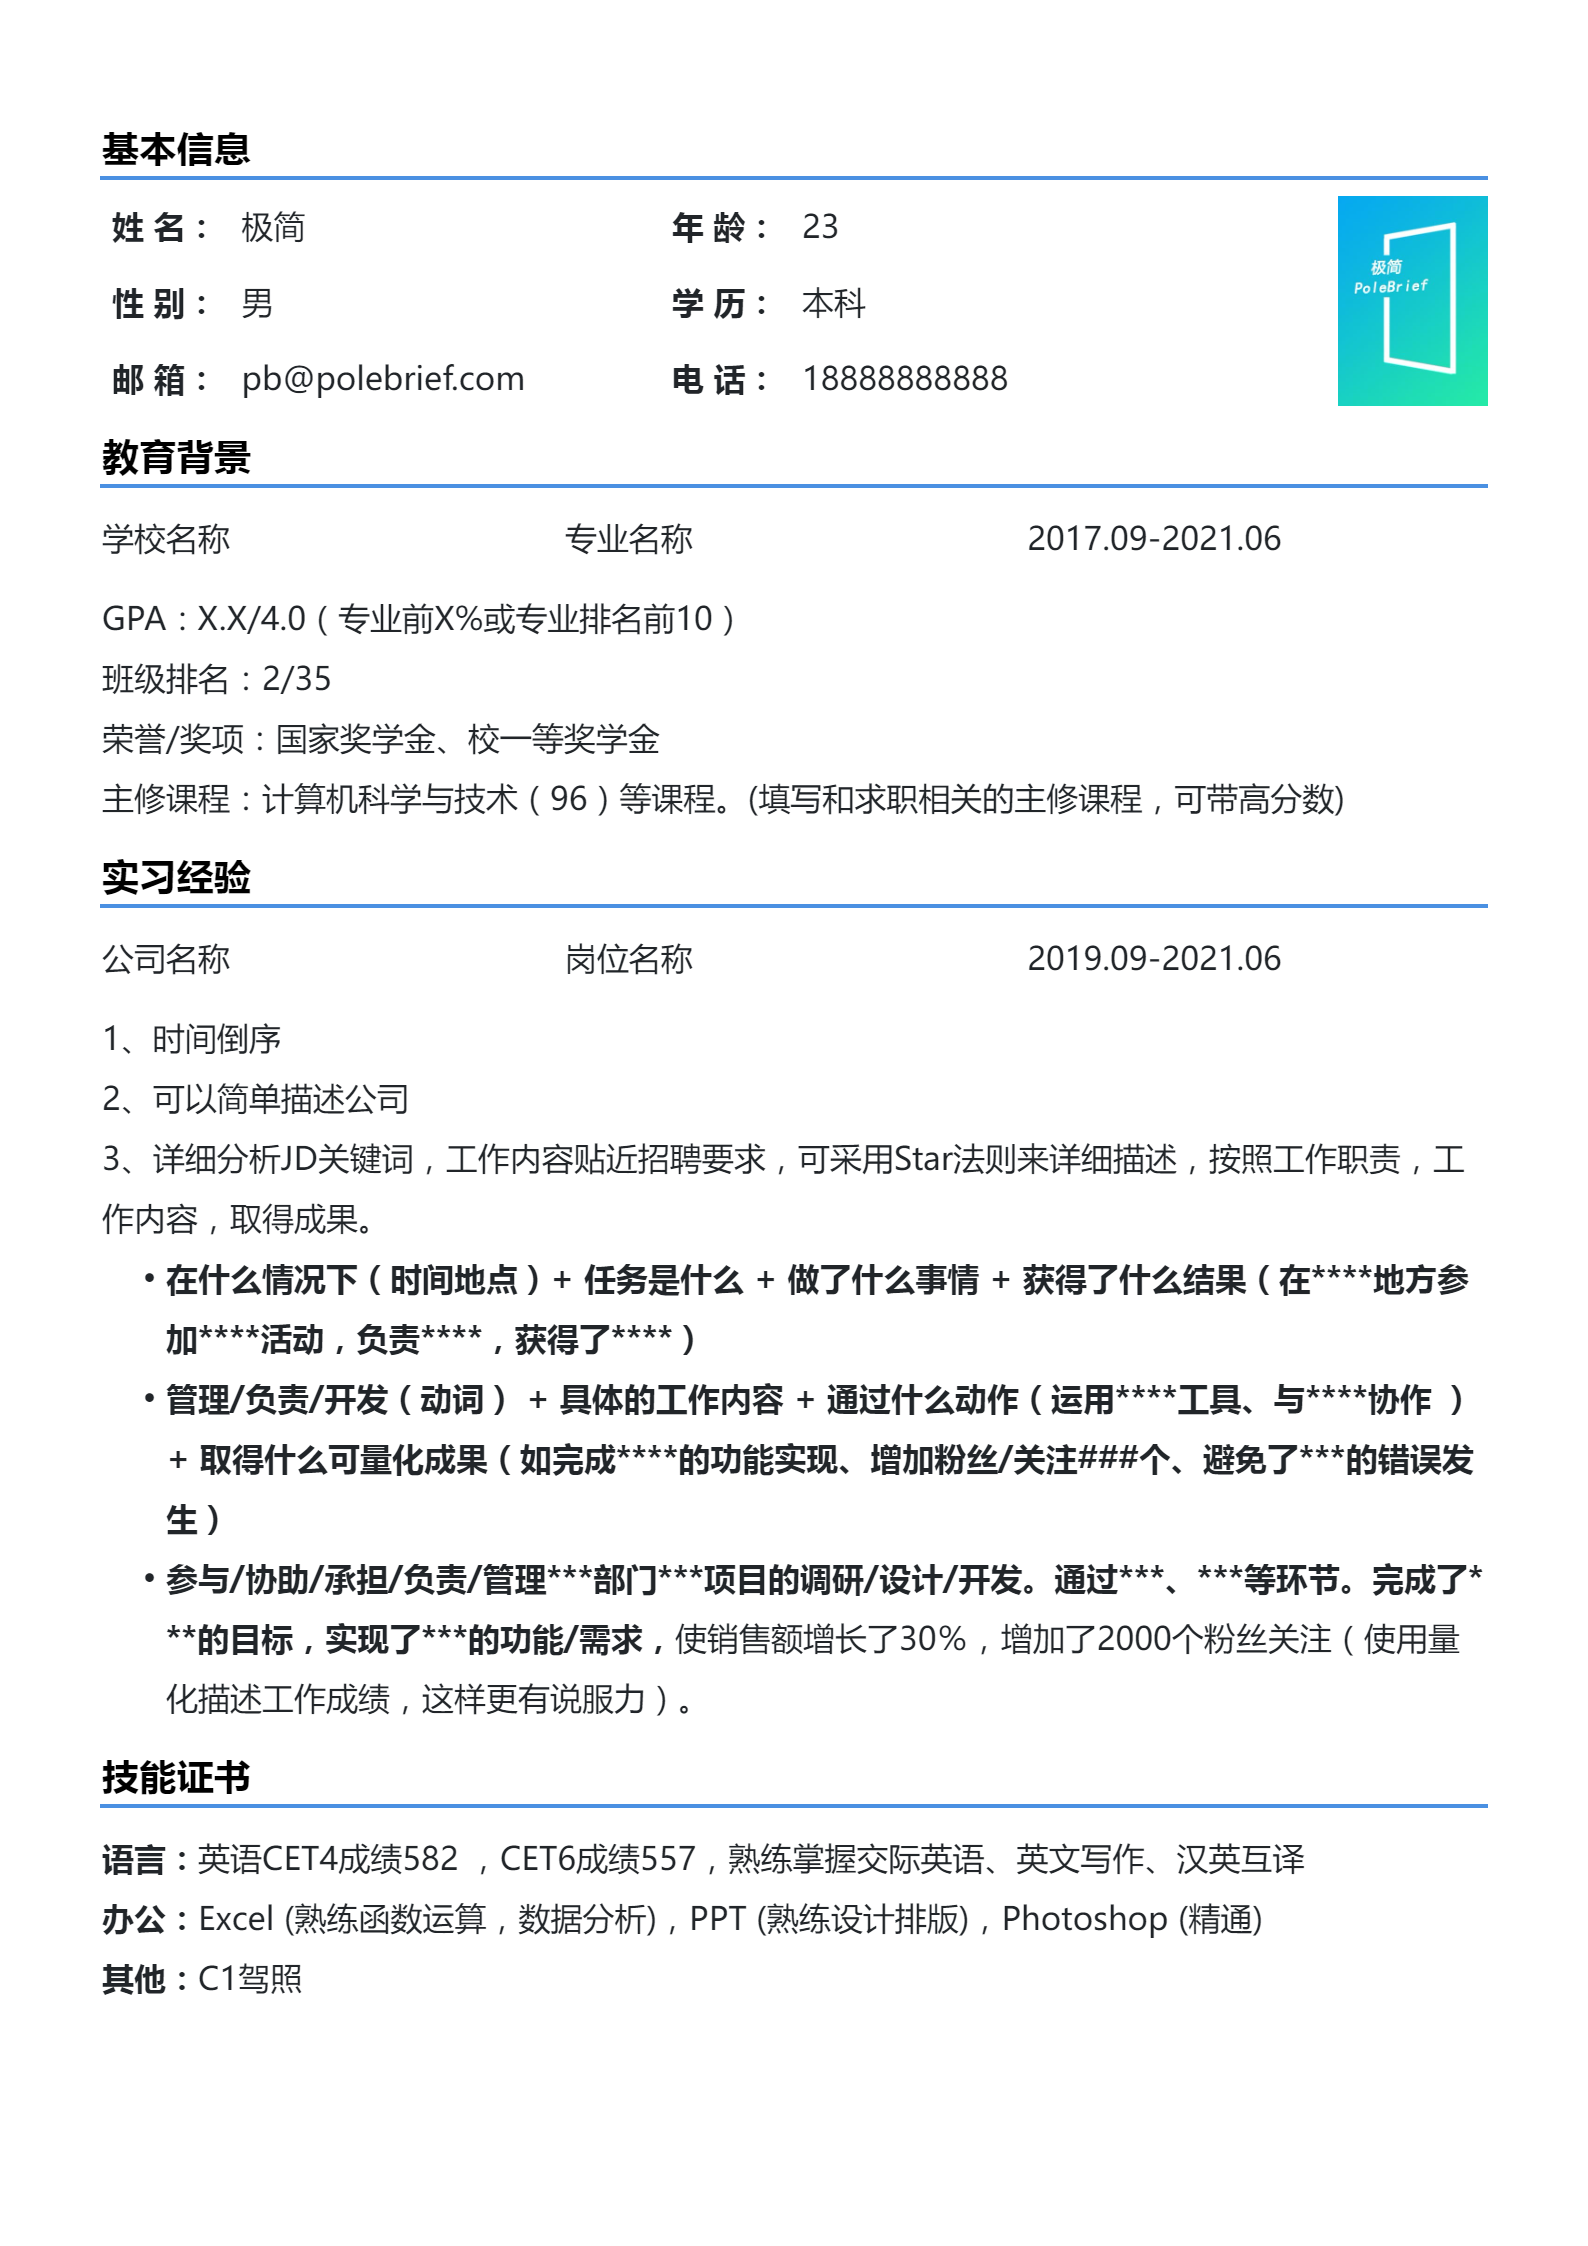 基本信息
姓 名： 极简 年 龄： 23
性 别： 男 学 历： 本科
邮 箱： pb@polebrief.com 电 话： 18888888888
极简
PoleBrief
教育背景
学校名称 专业名称 2017.09-2021.06
GPA：X.X/4.0（专业前X%或专业排名前10）
班级排名：2/35
荣誉/奖项：国家奖学金、校一等奖学金
主修课程：计算机科学与技术（96）等课程。(填写和求职相关的主修课程，可带高分数)
实习经验
公司名称 岗位名称 2019.09-2021.06
1、时间倒序
2、可以简单描述公司
3、详细分析JD关键词，工作内容贴近招聘要求，可采用Star法则来详细描述，按照工作职责，工
作内容，取得成果。
• 在什么情况下（时间地点）+ 任务是什么 + 做了什么事情 + 获得了什么结果（在****地方参
加****活动，负责****，获得了****）
• 管理/负责/开发（动词） + 具体的工作内容 + 通过什么动作（运用****工具、与****协作 ）
+ 取得什么可量化成果（如完成****的功能实现、增加粉丝/关注###个、避免了***的错误发
生）
• 参与/协助/承担/负责/管理***部门***项目的调研/设计/开发。通过***、***等环节。完成了*
**的目标，实现了***的功能/需求，使销售额增长了30%，增加了2000个粉丝关注（使用量
化描述工作成绩，这样更有说服力）。
技能证书
语言：英语CET4成绩582 ，CET6成绩557，熟练掌握交际英语、英文写作、汉英互译
办公：Excel (熟练函数运算，数据分析)，PPT (熟练设计排版)，Photoshop (精通)
其他：C1驾照